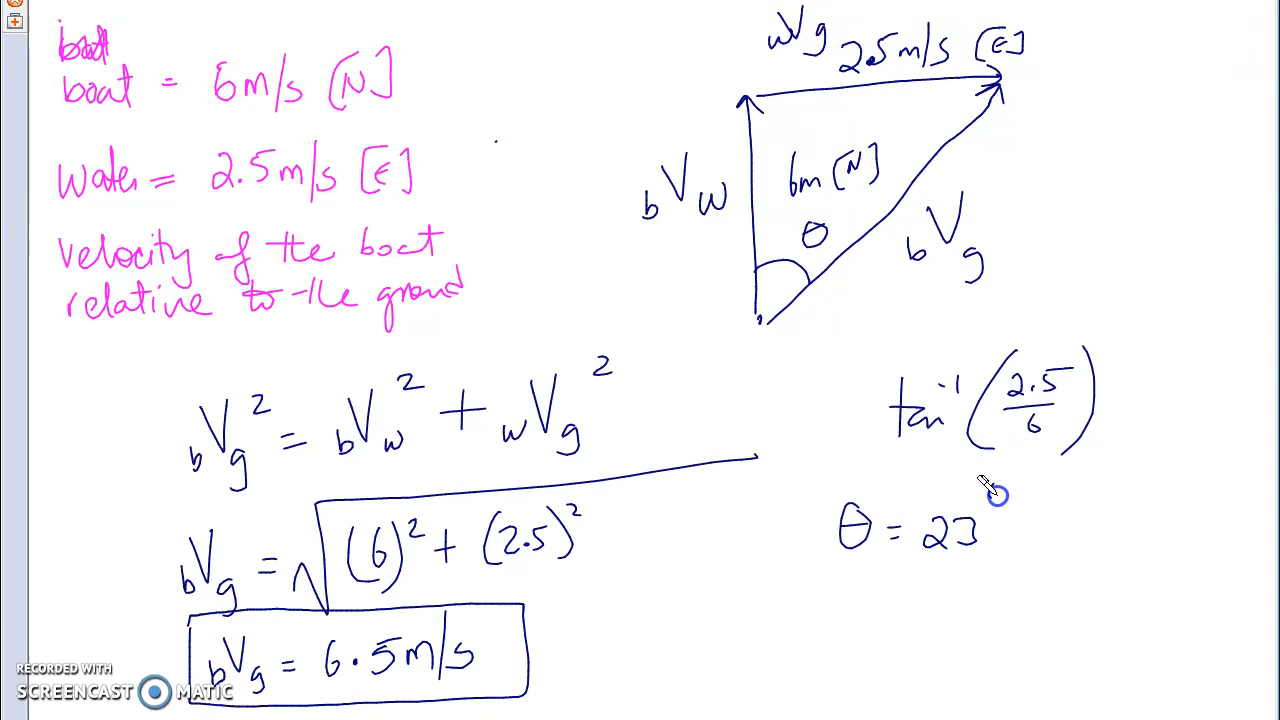 boat
boat = 6m/s [N]
Water = 2.5m/s [E]
Velocity of the boat
relative to the ground
wVg
2.5m/s [E]
bVw
6m [N]
θ
bVg
bVg² = bVw² + wVg²
bVg = √(6)² + (2.5)²
bVg = 6.5m/s
tan⁻¹(2.5/6)
θ = 23
RECORDED WITH
SCREENCAST MATIC